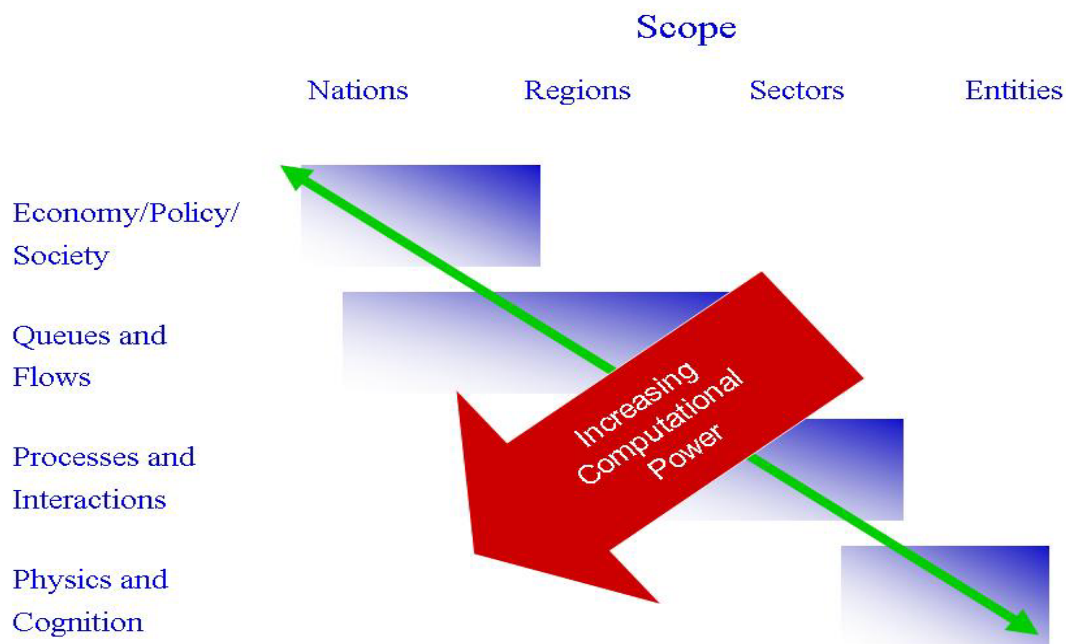 Scope
Nations Regions Sectors Entities
Economy/Policy/
Society
Queues and
Flows
Increasing
Computational
Power
Processes and
Interactions
Physics and
Cognition